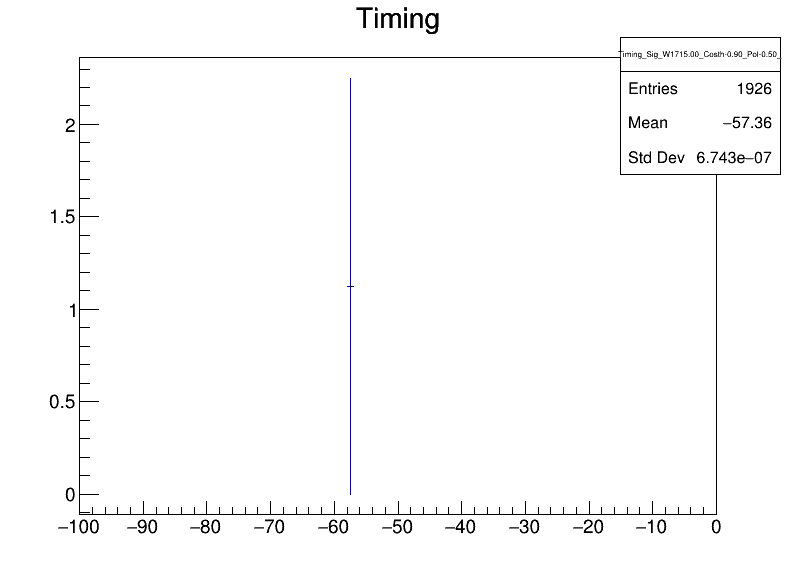 Timing
Timing_Sig_W1715.00_Costh-0.90_Pol-0.50_
Entries 1926
Mean −57.36
Std Dev 6.743e−07
2
1.5
1
0.5
0
−100 −90 −80 −70 −60 −50 −40 −30 −20 −10 0